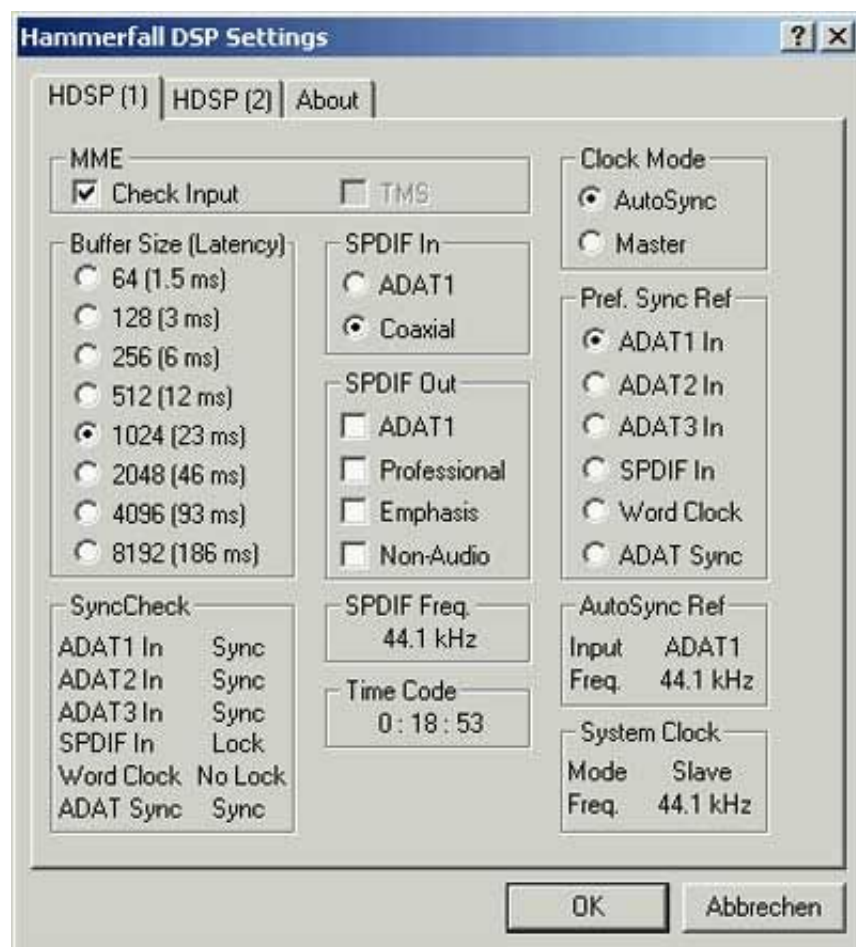 Hammerfall DSP Settings
HDSP (1) HDSP (2) About
MME
Check Input TMS
Buffer Size (Latency)
64 (1.5 ms)
128 (3 ms)
256 (6 ms)
512 (12 ms)
1024 (23 ms)
2048 (46 ms)
4096 (93 ms)
8192 (186 ms)
SyncCheck
ADAT1 In Sync
ADAT2 In Sync
ADAT3 In Sync
SPDIF In Lock
Word Clock No Lock
ADAT Sync Sync
SPDIF In
ADAT1
Coaxial
SPDIF Out
ADAT1
Professional
Emphasis
Non-Audio
SPDIF Freq.
44.1 kHz
Time Code
0 : 18 : 53
Clock Mode
AutoSync
Master
Pref. Sync Ref
ADAT1 In
ADAT2 In
ADAT3 In
SPDIF In
Word Clock
ADAT Sync
AutoSync Ref
Input ADAT1
Freq. 44.1 kHz
System Clock
Mode Slave
Freq. 44.1 kHz
OK Abbrechen